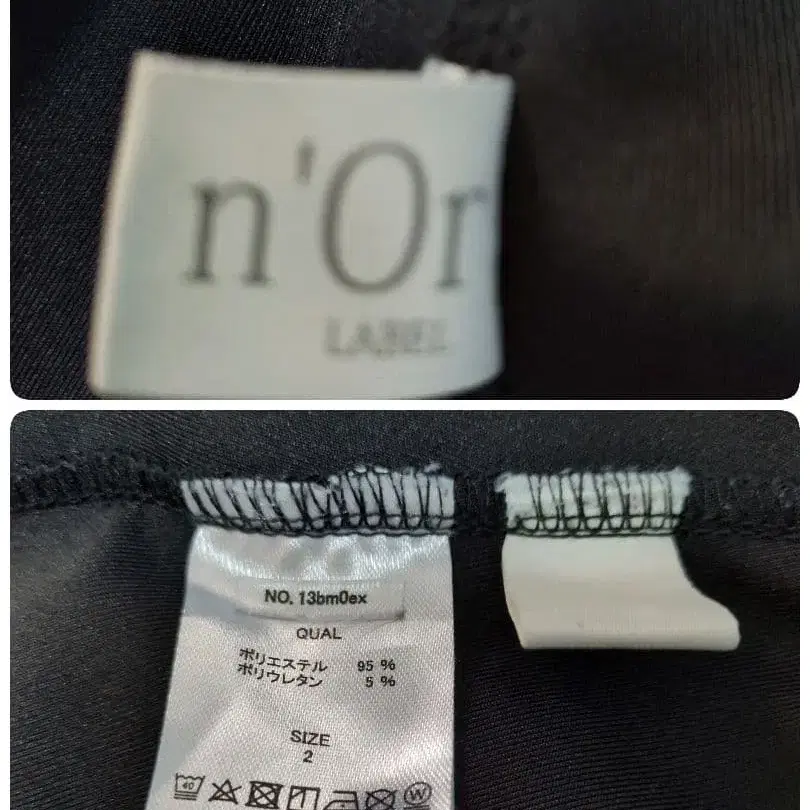 n'Or
LABEL
NO. 13bm0ex
QUAL
ポリエステル 95 %
ポリウレタン 5 %
SIZE
2
40
W